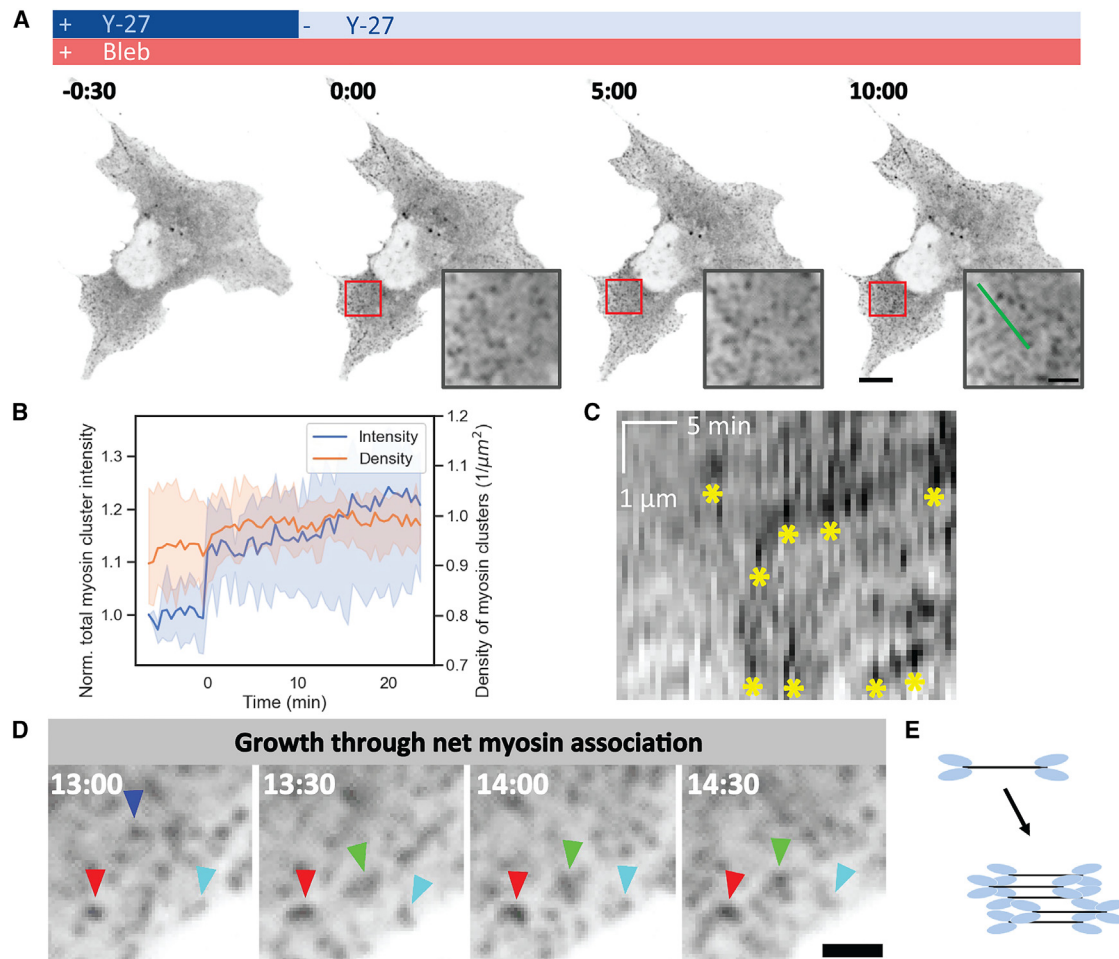 A
+ Y-27 - Y-27
+ Bleb
-0:30 0:00 5:00 10:00
B
Norm. total myosin cluster intensity
1.3
1.2
1.1
1.0
Intensity
Density
1.2
1.1
1.0
0.9
0.8
0.7
Density of myosin clusters (1/μm²)
0 10 20
Time (min)
C
5 min
1 μm
D
Growth through net myosin association
13:00 13:30 14:00 14:30
E